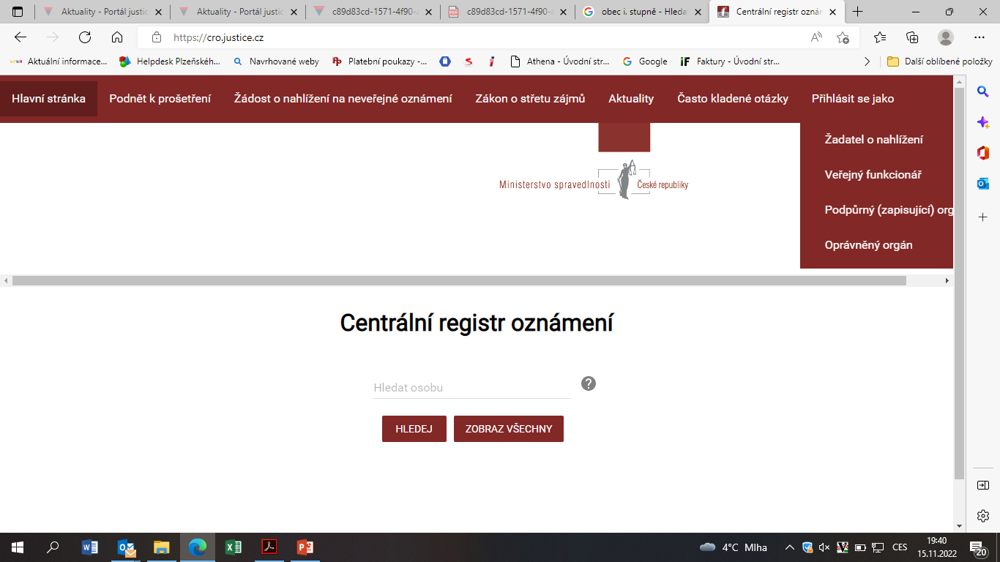 Aktuality - Portál justic
Aktuality - Portál justic
c89d83cd-1571-4f90-
c89d83cd-1571-4f90-
obec i. stupně - Hleda
Centrální registr oznám
https://cro.justice.cz
Aktuální informace...
Helpdesk Plzeňskéh...
Navrhované weby
Platební poukazy -...
Athena - Úvodní str...
Google
Faktury - Úvodní str...
Další oblíbené položky
Hlavní stránka
Podnět k prošetření
Žádost o nahlížení na neveřejné oznámení
Zákon o střetu zájmů
Aktuality
Často kladené otázky
Přihlásit se jako
Žadatel o nahlížení
Veřejný funkcionář
Podpůrný (zapisující) org
Oprávněný orgán
Ministerstvo spravedlnosti České republiky
Centrální registr oznámení
Hledat osobu
HLEDEJ
ZOBRAZ VŠECHNY
4°C Mlha
CES
19:40
15.11.2022
20